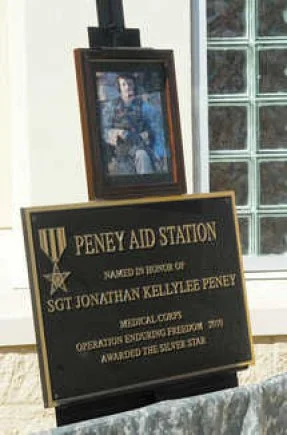 PENEY AID STATION
NAMED IN HONOR OF
SGT JONATHAN KELLYLEE PENEY
MEDICAL CORPS
OPERATION ENDURING FREEDOM 2010
AWARDED THE SILVER STAR